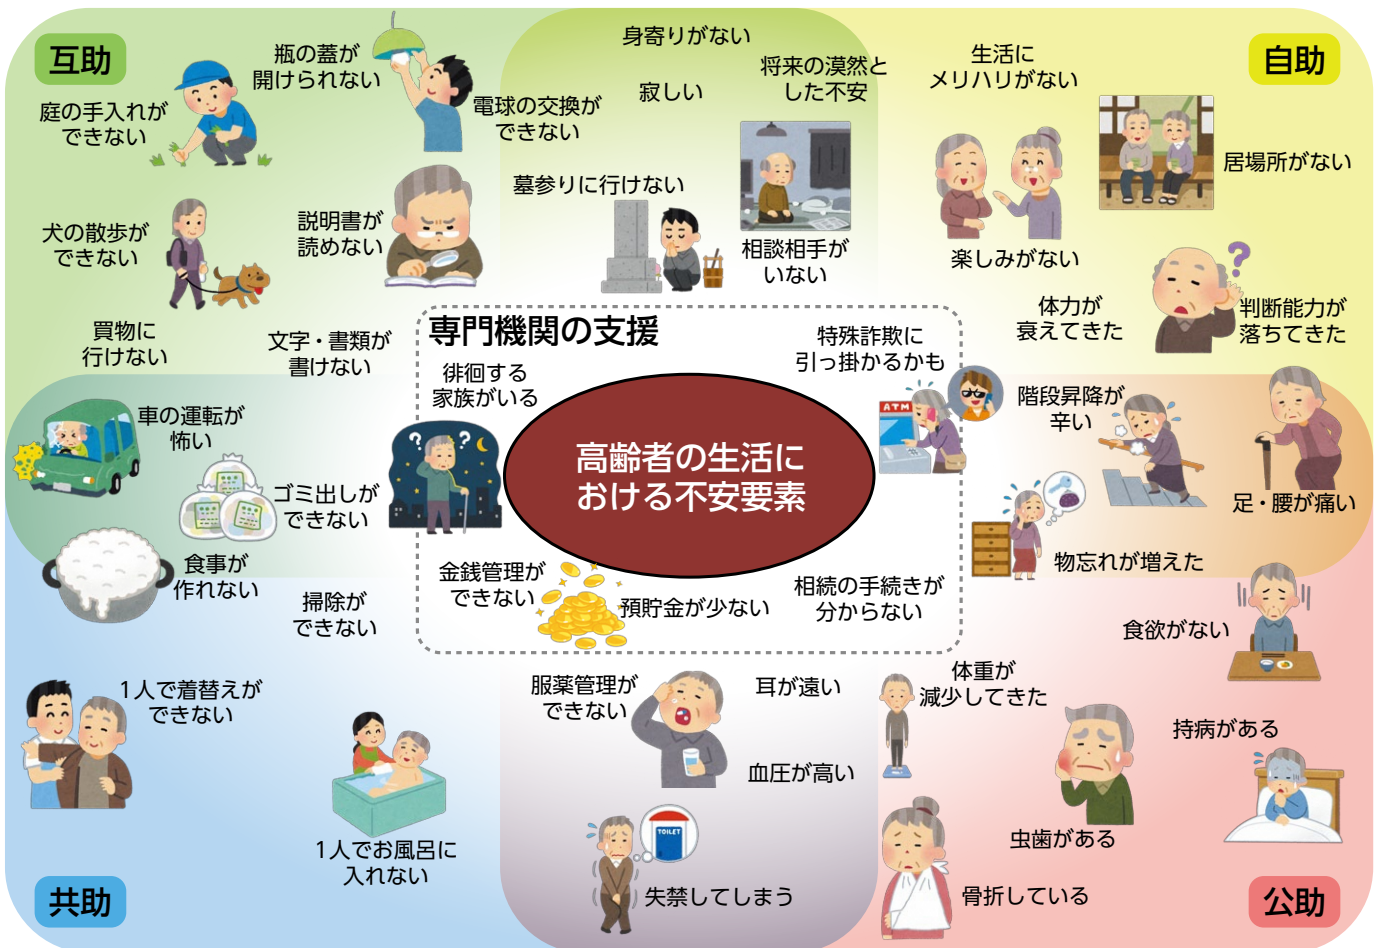 互助
庭の手入れが
できない
瓶の蓋が
開けられない
電球の交換が
できない
犬の散歩が
できない
説明書が
読めない
買物に
行けない
文字・書類が
書けない
身寄りがない
寂しい
将来の漠然と
した不安
墓参りに行けない
相談相手が
いない
自助
生活に
メリハリがない
居場所がない
楽しみがない
体力が
衰えてきた
?
判断能力が
落ちてきた
専門機関の支援
徘徊する
家族がいる
? ?
特殊詐欺に
引っ掛かるかも
ATM
高齢者の生活に
おける不安要素
金銭管理が
できない
預貯金が少ない
相続の手続きが
分からない
車の運転が
怖い
ゴミ出しが
できない
食事が
作れない
掃除が
できない
階段昇降が
辛い
足・腰が痛い
物忘れが増えた
1人で着替えが
できない
1人でお風呂に
入れない
共助
服薬管理が
できない
耳が遠い
血圧が高い
TOILET
失禁してしまう
食欲がない
体重が
減少してきた
持病がある
虫歯がある
骨折している
公助